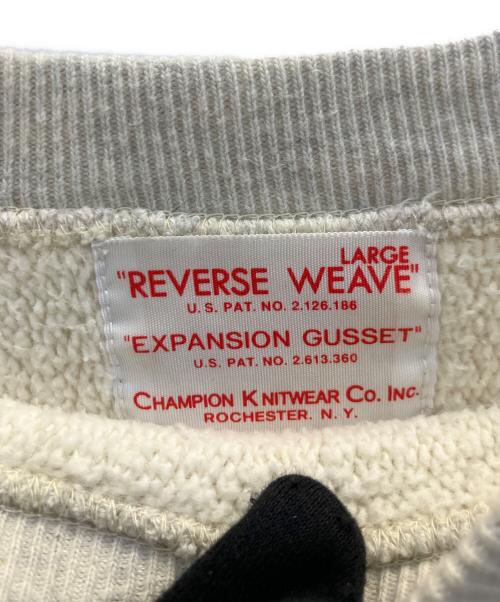 LARGE
"REVERSE WEAVE"
U.S. PAT. NO. 2.126.186
"EXPANSION GUSSET"
U.S. PAT. NO. 2.613.360
CHAMPION KNITWEAR CO. INC.
ROCHESTER. N.Y.